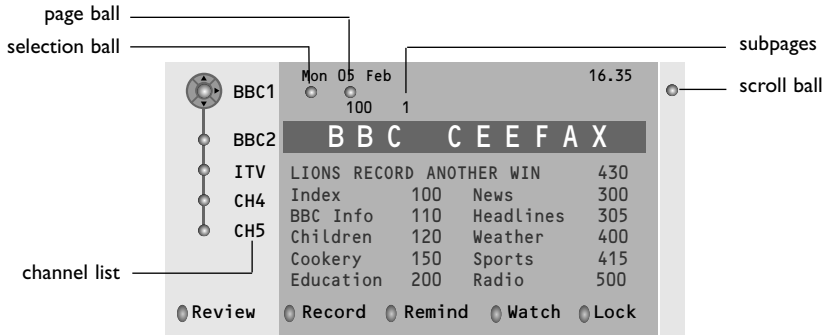 page ball
selection ball
subpages
scroll ball
channel list
Mon 05 Feb 16.35
BBC1
100 1
BBC2
ITV
CH4
CH5
BBC CEEFAX
LIONS RECORD ANOTHER WIN 430
Index 100 News 300
BBC Info 110 Headlines 305
Children 120 Weather 400
Cookery 150 Sports 415
Education 200 Radio 500
Review Record Remind Watch Lock